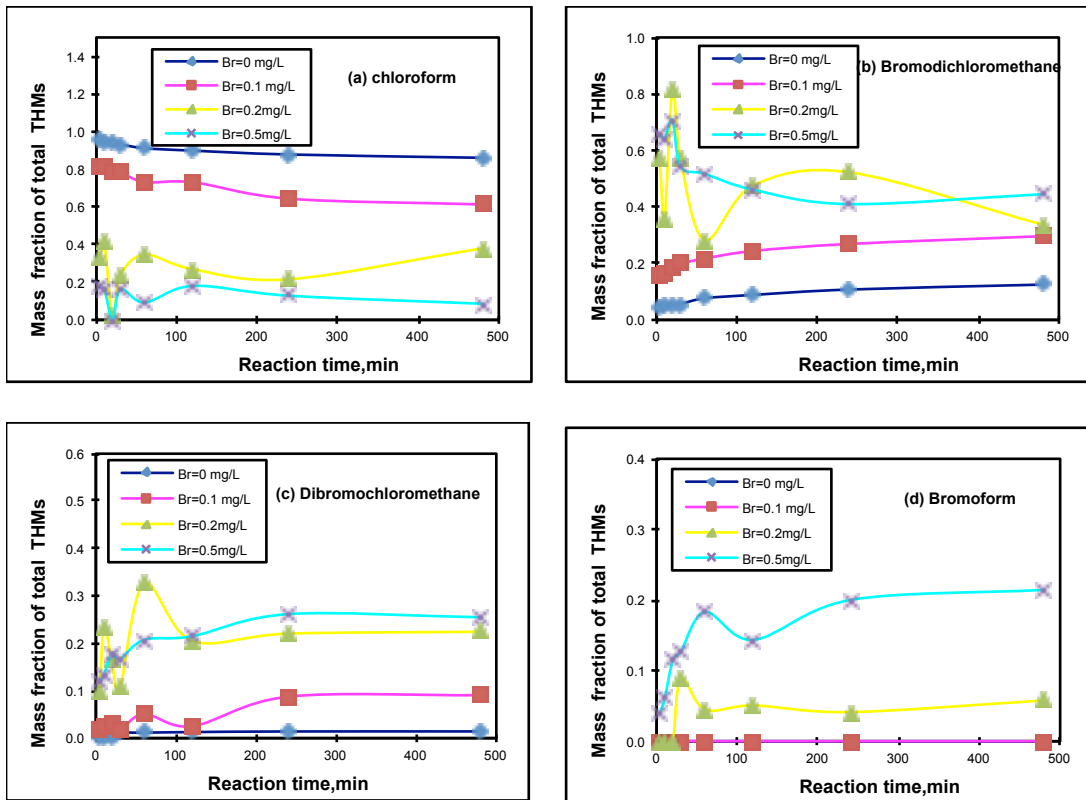 1.4
1.2
1.0
0.8
0.6
0.4
0.2
0.0
Mass fraction of total THMs
Br=0 mg/L
Br=0.1 mg/L
Br=0.2mg/L
Br=0.5mg/L
(a) chloroform
0 100 200 300 400 500
Reaction time,min
1.0
0.8
0.6
0.4
0.2
0.0
Mass fraction of total THMs
Br=0 mg/L
Br=0.1 mg/L
Br=0.2mg/L
Br=0.5mg/L
(b) Bromodichloromethane
0 100 200 300 400 500
Reaction time,min
0.6
0.5
0.4
0.3
0.2
0.1
0.0
Mass fraction of total THMs
Br=0 mg/L
Br=0.1 mg/L
Br=0.2mg/L
Br=0.5mg/L
(c) Dibromochloromethane
0 100 200 300 400 500
Reaction time,min
0.4
0.3
0.2
0.1
0.0
Mass fraction of total THMs
Br=0 mg/L
Br=0.1 mg/L
Br=0.2mg/L
Br=0.5mg/L
(d) Bromoform
0 100 200 300 400 500
Reaction time,min